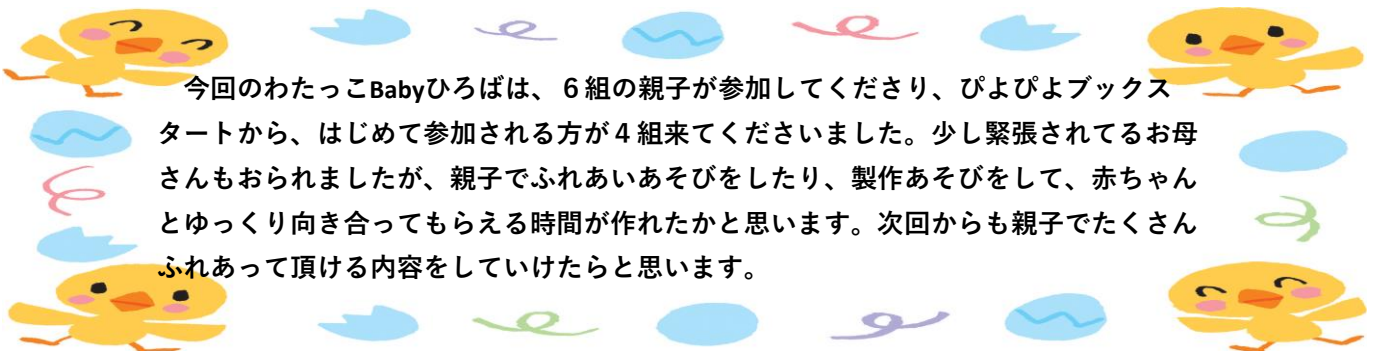 今回のわたっこBabyひろばは、６組の親子が参加してくださり、ぴよぴよブックス
タートから、はじめて参加される方が４組来てくださいました。少し緊張されてるお母
さんもおられましたが、親子でふれあいあそびをしたり、製作あそびをして、赤ちゃん
とゆっくり向き合ってもらえる時間が作れたかと思います。次回からも親子でたくさん
ふれあって頂ける内容をしていけたらと思います。